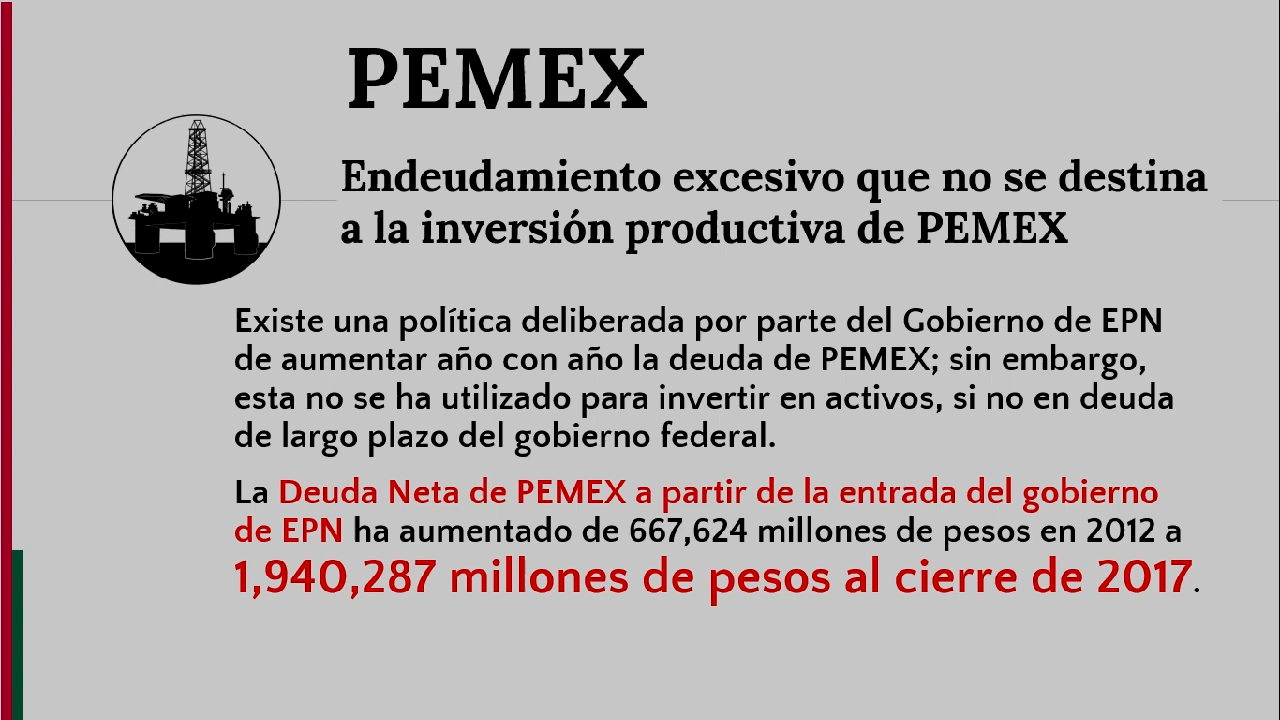 PEMEX
Endeudamiento excesivo que no se destina
a la inversión productiva de PEMEX
Existe una política deliberada por parte del Gobierno de EPN
de aumentar año con año la deuda de PEMEX; sin embargo,
esta no se ha utilizado para invertir en activos, si no en deuda
de largo plazo del gobierno federal.
La Deuda Neta de PEMEX a partir de la entrada del gobierno
de EPN ha aumentado de 667,624 millones de pesos en 2012 a
1,940,287 millones de pesos al cierre de 2017.